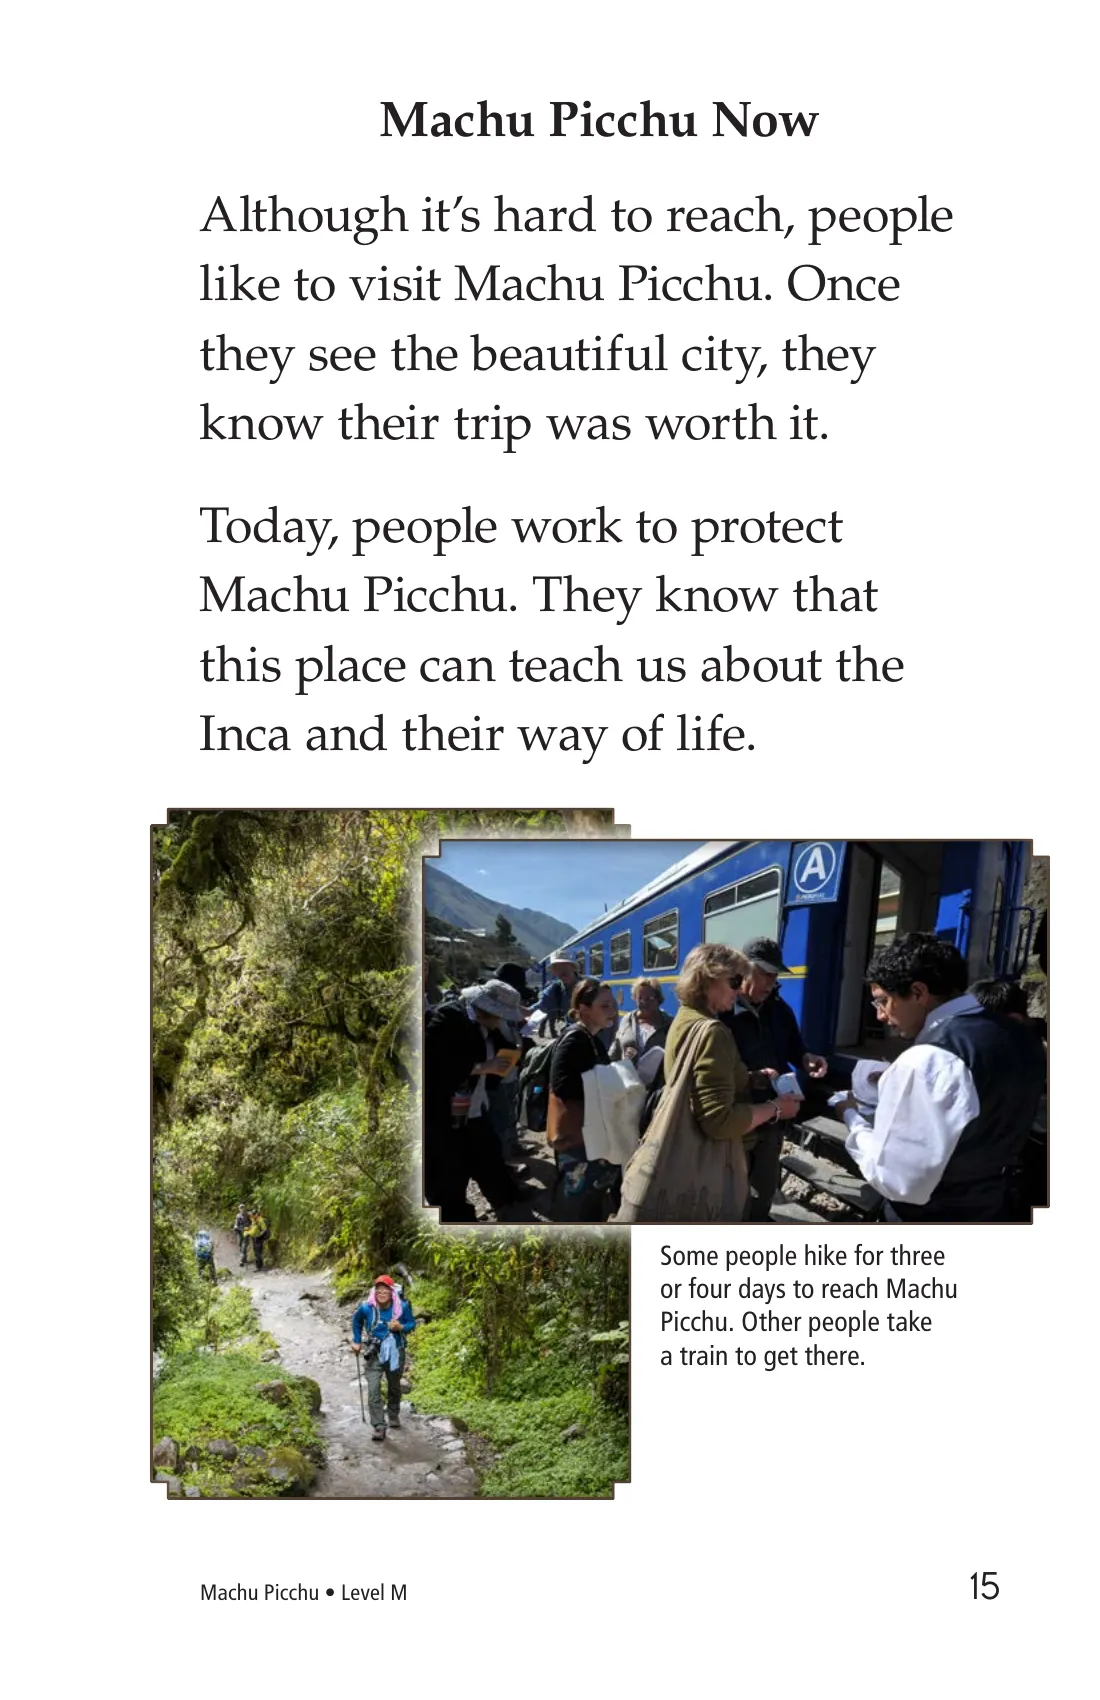 Machu Picchu Now
Although it’s hard to reach, people
like to visit Machu Picchu. Once
they see the beautiful city, they
know their trip was worth it.
Today, people work to protect
Machu Picchu. They know that
this place can teach us about the
Inca and their way of life.
A
Some people hike for three
or four days to reach Machu
Picchu. Other people take
a train to get there.
Machu Picchu • Level M
15